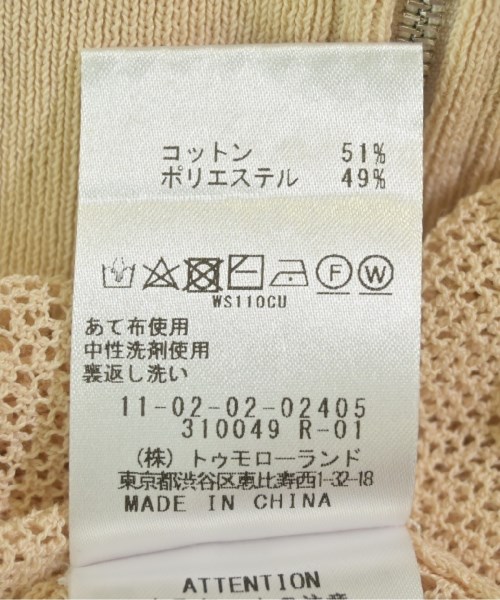 コットン 51%
ポリエステル 49%
F W
WS110CU
あて布使用
中性洗剤使用
裏返し洗い
11-02-02-02405
310049 R-01
(株) トゥモローランド
東京都渋谷区恵比寿西1-32-18
MADE IN CHINA
ATTENTION